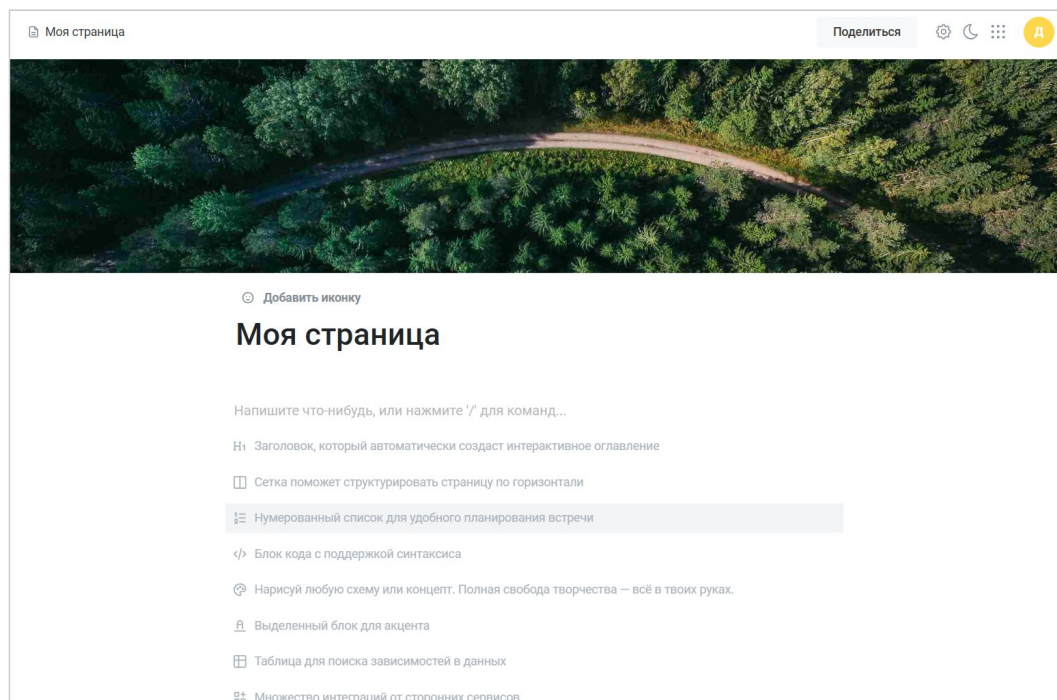 Моя страница
Поделиться
Д
Добавить иконку
Моя страница
Напишите что-нибудь, или нажмите '/' для команд...
H1 Заголовок, который автоматически создаст интерактивное оглавление
Сетка поможет структурировать страницу по горизонтали
Нумерованный список для удобного планирования встречи
</> Блок кода с поддержкой синтаксиса
Нарисуй любую схему или концепт. Полная свобода творчества — всё в твоих руках.
A Выделенный блок для акцента
Таблица для поиска зависимостей в данных
Множество интеграций от сторонних сервисов